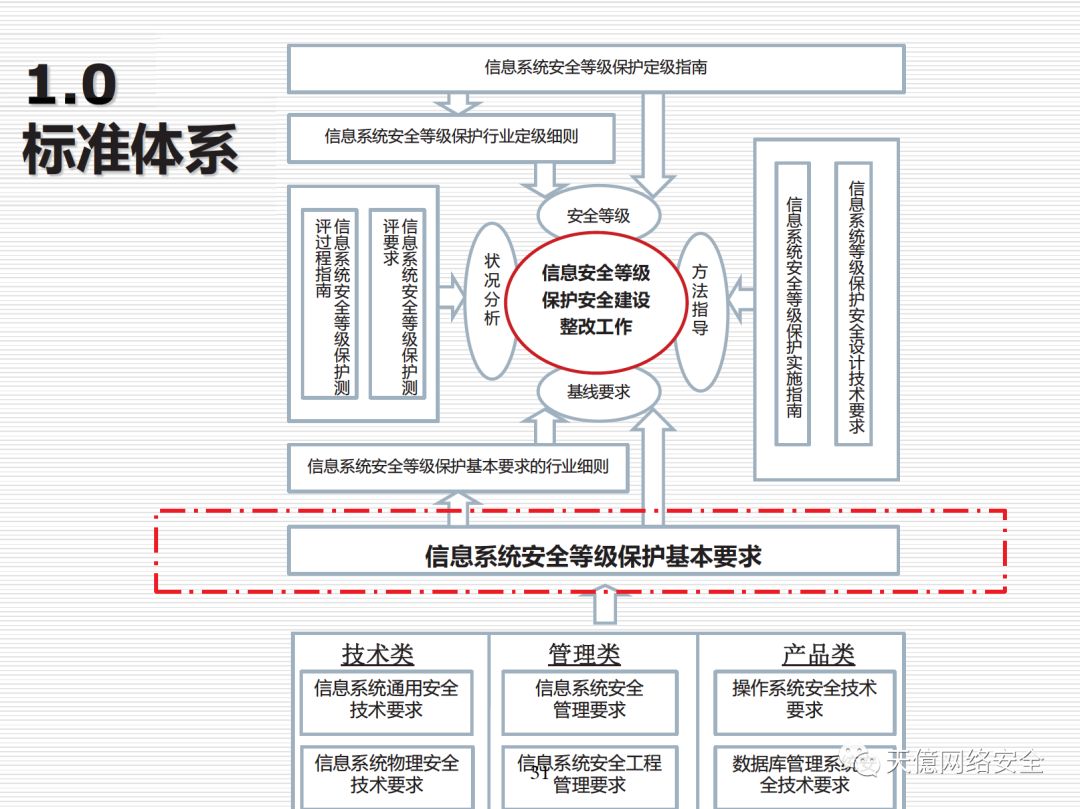 1.0
标准体系
信息系统安全等级保护定级指南
信息系统安全等级保护行业定级细则
信息系统安全等级保护测
评过程指南
信息系统安全等级保护测
评要求
状况分析
安全等级
信息安全等级
保护安全建设
整改工作
方法指导
基线要求
信息系统安全等级保护实施指南
信息系统等级保护安全设计技术要求
信息系统安全等级保护基本要求的行业细则
信息系统安全等级保护基本要求
技术类
信息系统通用安全
技术要求
信息系统物理安全
技术要求
管理类
信息系统安全
管理要求
信息系统安全工程
管理要求
产品类
操作系统安全技术
要求
数据库管理系统安
全技术要求
51
天億网络安全